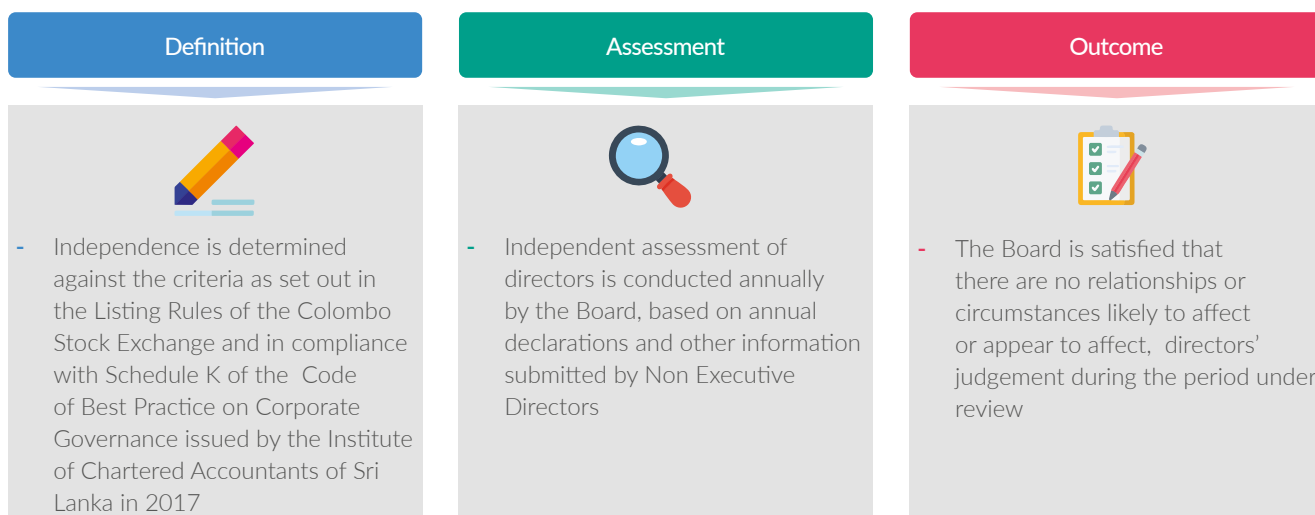 Definition
- Independence is determined
against the criteria as set out in
the Listing Rules of the Colombo
Stock Exchange and in compliance
with Schedule K of the Code
of Best Practice on Corporate
Governance issued by the Institute
of Chartered Accountants of Sri
Lanka in 2017
Assessment
- Independent assessment of
directors is conducted annually
by the Board, based on annual
declarations and other information
submitted by Non Executive
Directors
Outcome
- The Board is satisfied that
there are no relationships or
circumstances likely to affect
or appear to affect, directors’
judgement during the period under
review